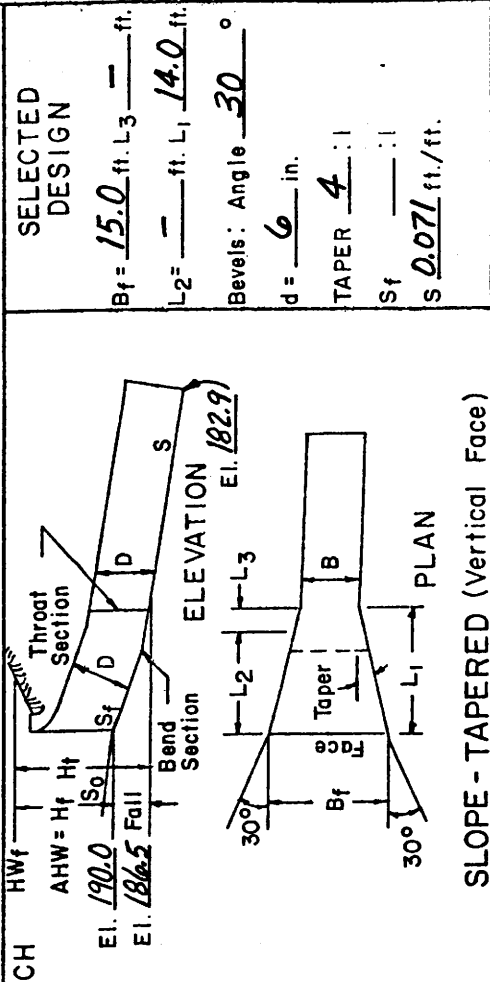 CH
HWf
AHW = Hf
Ht
So
El. 190.0
El. 186.5 Fall
Throat
Section
Sf
D
D
S
Bend
Section
ELEVATION
El. 182.91
L2
L3
30°
Bf
Face
Taper
B
L1
30°
PLAN
SLOPE-TAPERED (Vertical Face)
SELECTED
DESIGN
Bf = 15.0 ft. L3 — ft.
L2 = — ft. L1 14.0 ft.
Bevels: Angle 30 °
d = 6 in.
TAPER 4 :1
Sf ___ :1
S 0.071 ft./ft.